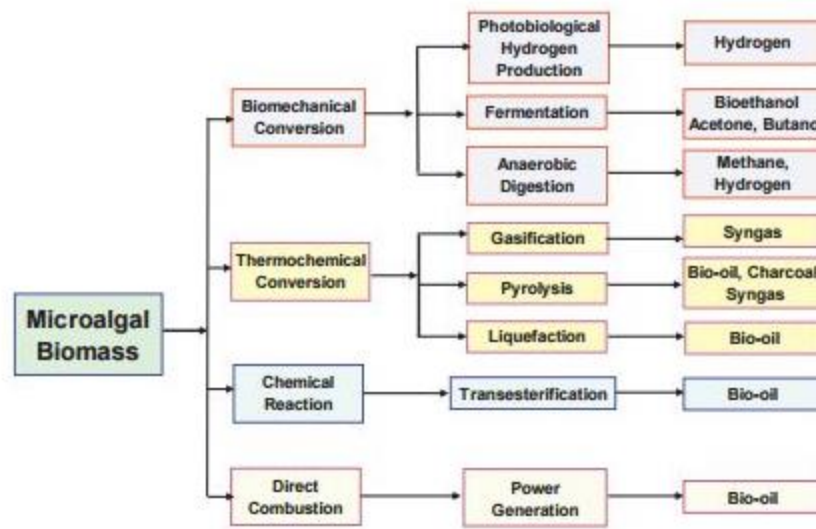 Photobiological
Hydrogen
Production
Hydrogen
Biomechanical
Conversion
Fermentation
Bioethanol
Acetone, Butano
Anaerobic
Digestion
Methane,
Hydrogen
Thermochemical
Conversion
Gasification
Syngas
Pyrolysis
Bio-oil, Charcoal
Syngas
Liquefaction
Bio-oil
Microalgal
Biomass
Chemical
Reaction
Transesterification
Bio-oil
Direct
Combustion
Power
Generation
Bio-oil